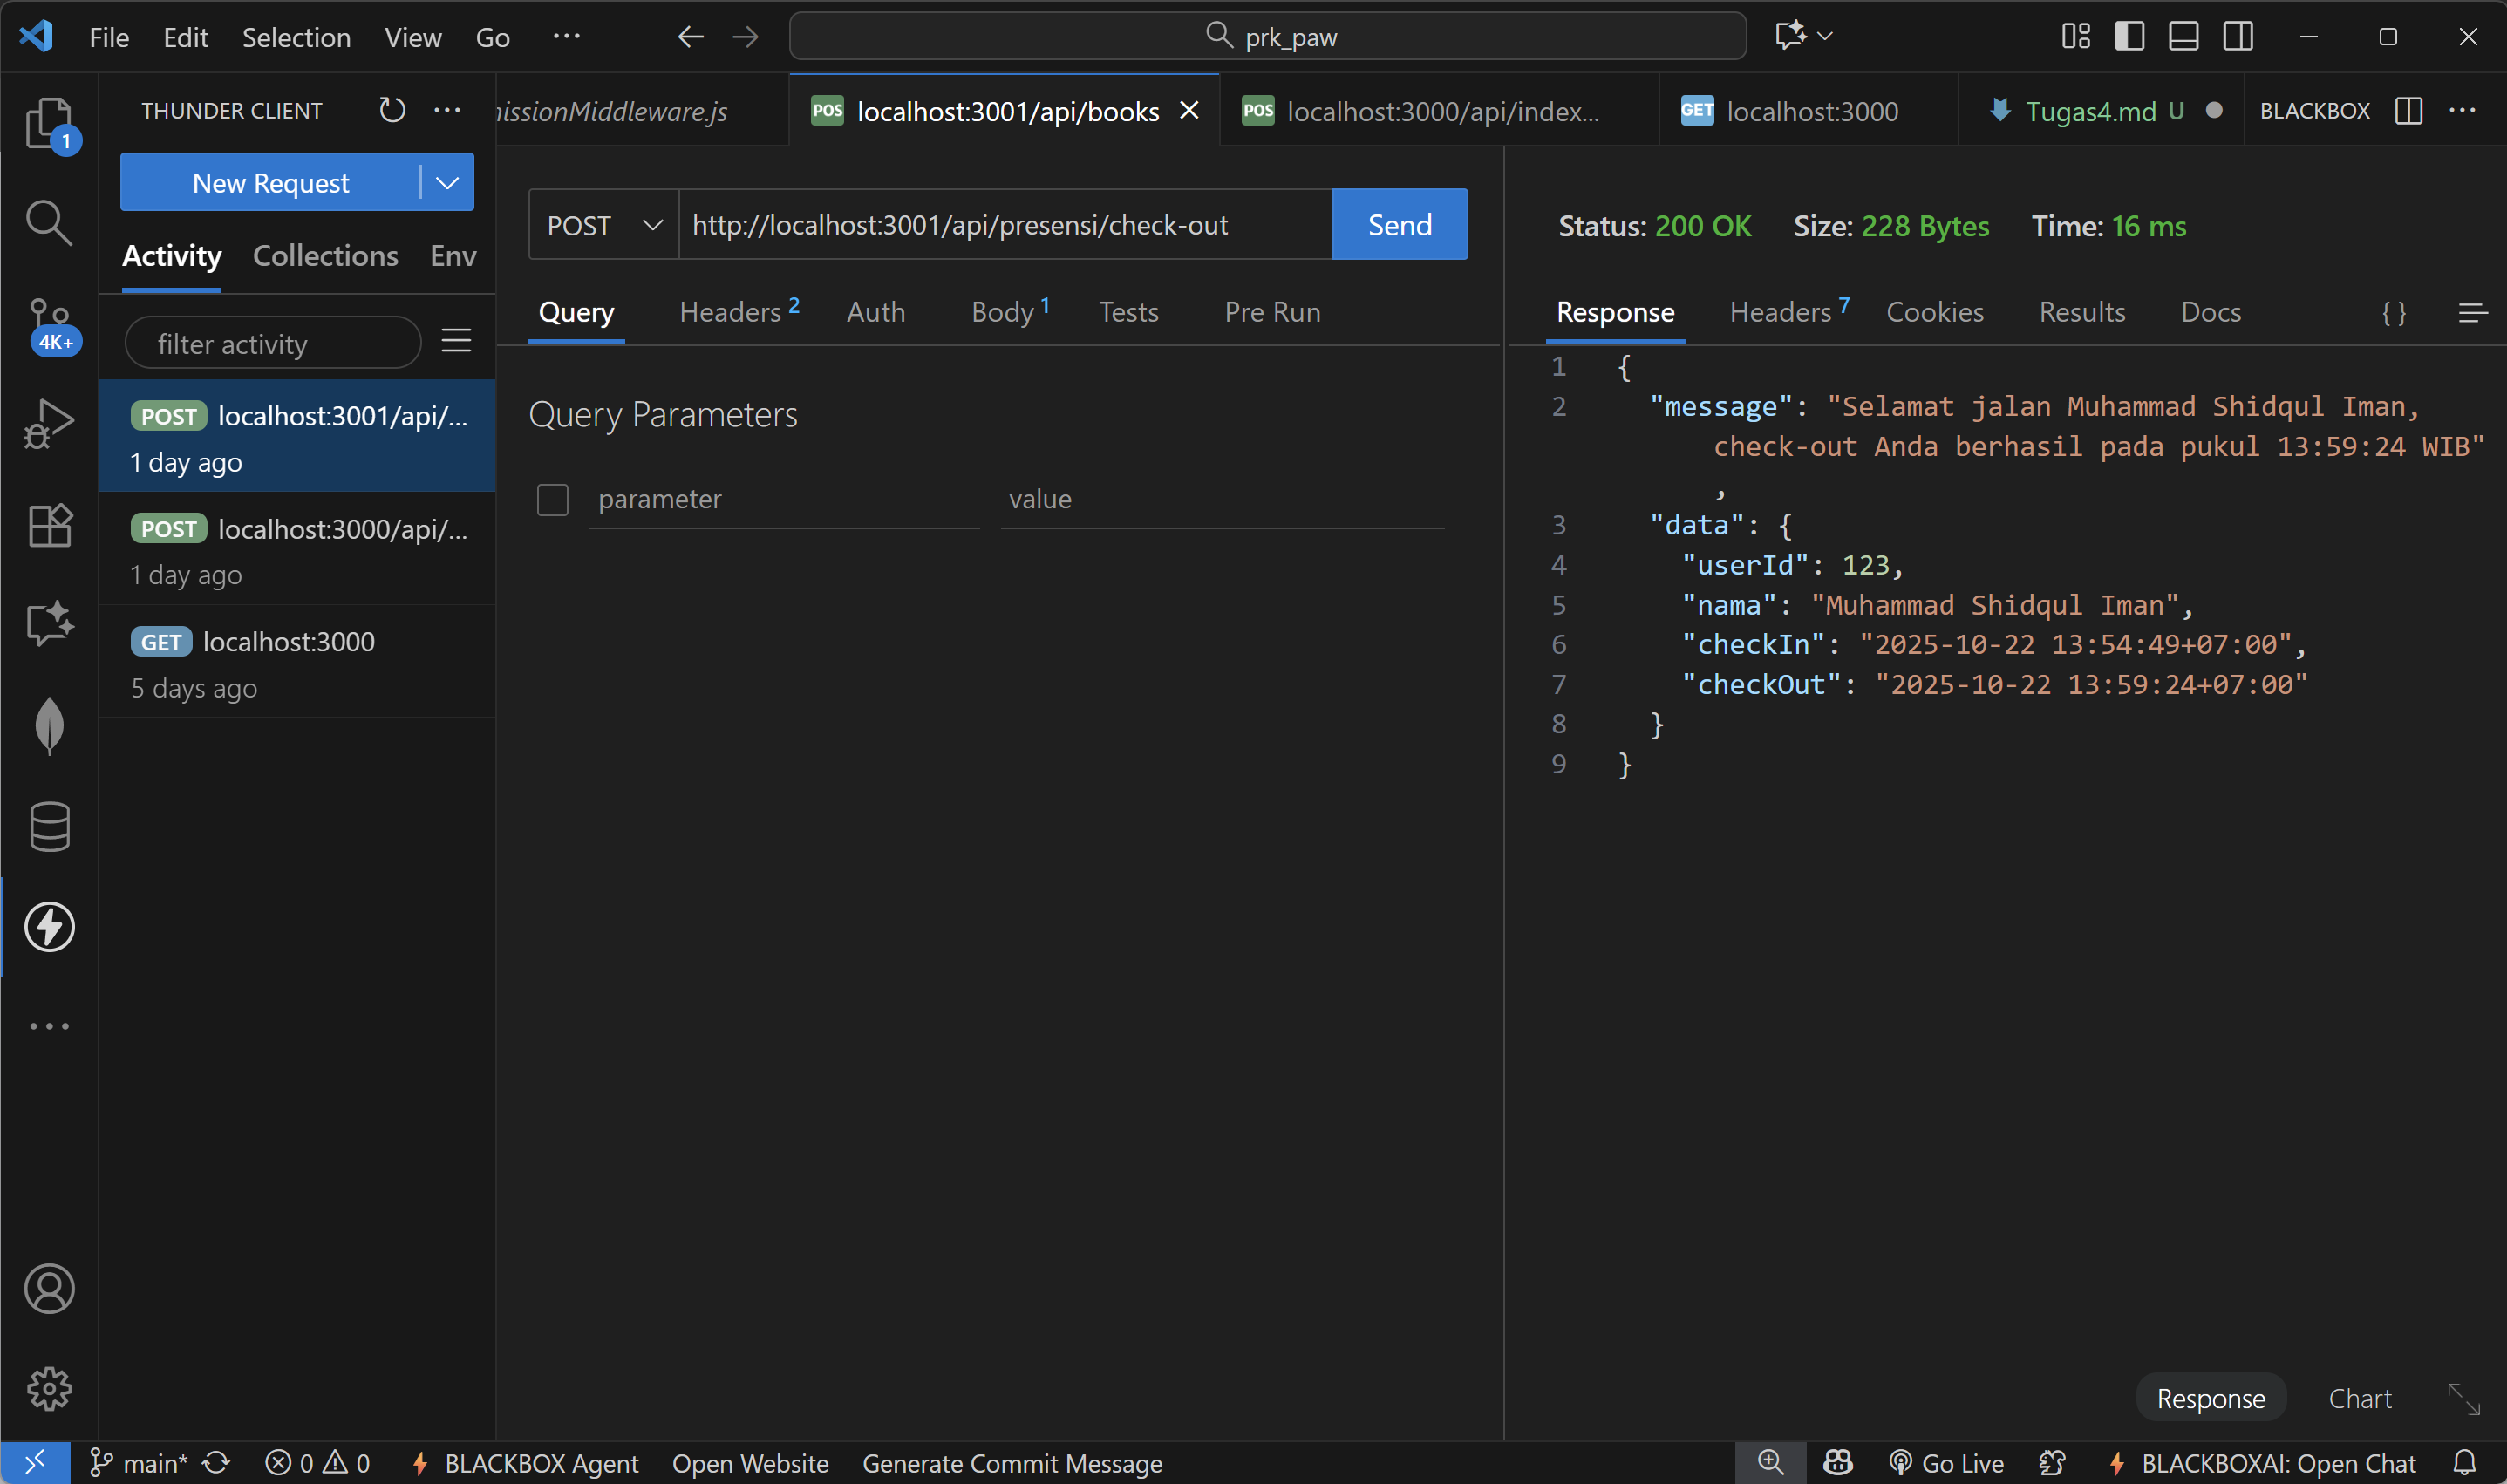 File Edit Selection View Go ···
prk_paw
THUNDER CLIENT
issionMiddleware.js
POS localhost:3001/api/books
POS localhost:3000/api/index...
GET localhost:3000
Tugas4.md U
BLACKBOX
1
New Request
Activity Collections Env
filter activity
4K+
POST localhost:3001/api/...
1 day ago
POST localhost:3000/api/...
1 day ago
GET localhost:3000
5 days ago
POST http://localhost:3001/api/presensi/check-out Send
Query Headers 2 Auth Body 1 Tests Pre Run
Query Parameters
parameter value
Status: 200 OK Size: 228 Bytes Time: 16 ms
Response Headers 7 Cookies Results Docs { }
1 {
2 "message": "Selamat jalan Muhammad Shidqul Iman,
check-out Anda berhasil pada pukul 13:59:24 WIB"
,
3 "data": {
4 "userId": 123,
5 "nama": "Muhammad Shidqul Iman",
6 "checkIn": "2025-10-22 13:54:49+07:00",
7 "checkOut": "2025-10-22 13:59:24+07:00"
8 }
9 }
Response Chart
main* 0 0 BLACKBOX Agent Open Website Generate Commit Message Go Live BLACKBOXAI: Open Chat